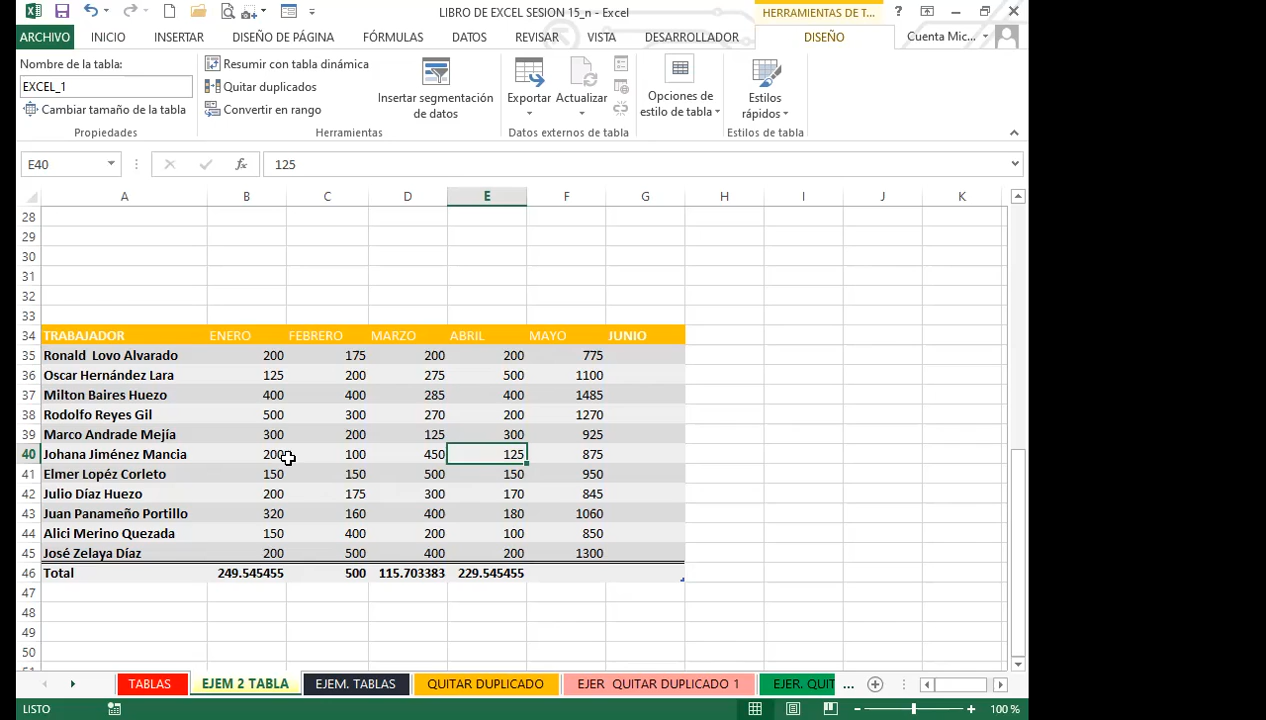 LIBRO DE EXCEL SESION 15_n - Excel
HERRAMIENTAS DE T...
?
ARCHIVO INICIO INSERTAR DISEÑO DE PÁGINA FÓRMULAS DATOS REVISAR VISTA DESARROLLADOR DISEÑO Cuenta Mic...
Nombre de la tabla:
EXCEL_1
Cambiar tamaño de la tabla
Propiedades
Resumir con tabla dinámica
Quitar duplicados
Convertir en rango
Insertar segmentación
de datos
Herramientas
Exportar Actualizar
Datos externos de tabla
Opciones de
estilo de tabla
Estilos
rápidos
Estilos de tabla
E40 fx 125
A B C D E F G H I J K
28
29
30
31
32
33
34 TRABAJADOR ENERO FEBRERO MARZO ABRIL MAYO JUNIO
35 Ronald Lovo Alvarado 200 175 200 200 775
36 Oscar Hernández Lara 125 200 275 500 1100
37 Milton Baires Huezo 400 400 285 400 1485
38 Rodolfo Reyes Gil 500 300 270 200 1270
39 Marco Andrade Mejía 300 200 125 300 925
40 Johana Jiménez Mancia 200 100 450 125 875
41 Elmer Lopéz Corleto 150 150 500 150 950
42 Julio Díaz Huezo 200 175 300 170 845
43 Juan Panameño Portillo 320 160 400 180 1060
44 Alici Merino Quezada 150 400 200 100 850
45 José Zelaya Díaz 200 500 400 200 1300
46 Total 249.545455 500 115.703383 229.545455
47
48
49
50
51
TABLAS EJEM 2 TABLA EJEM. TABLAS QUITAR DUPLICADO EJER QUITAR DUPLICADO 1 EJER. QUIT ...
LISTO 100 %